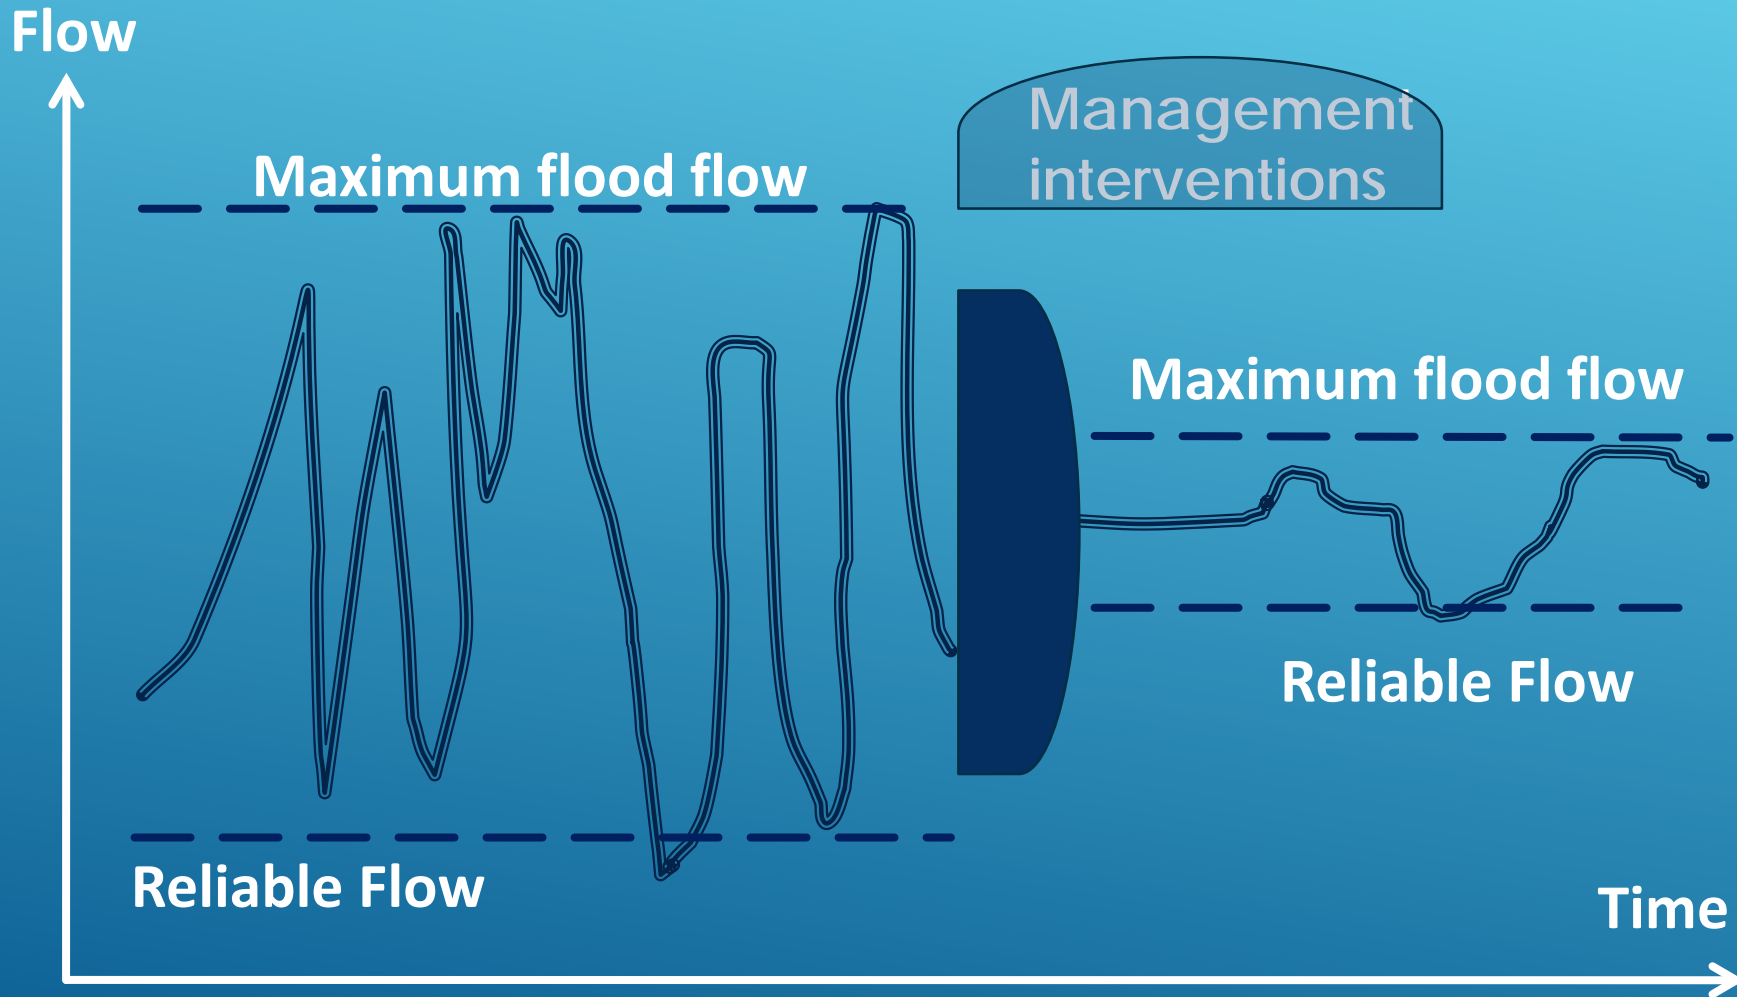 Flow
Management
interventions
Maximum flood flow
Maximum flood flow
Reliable Flow
Reliable Flow
Time